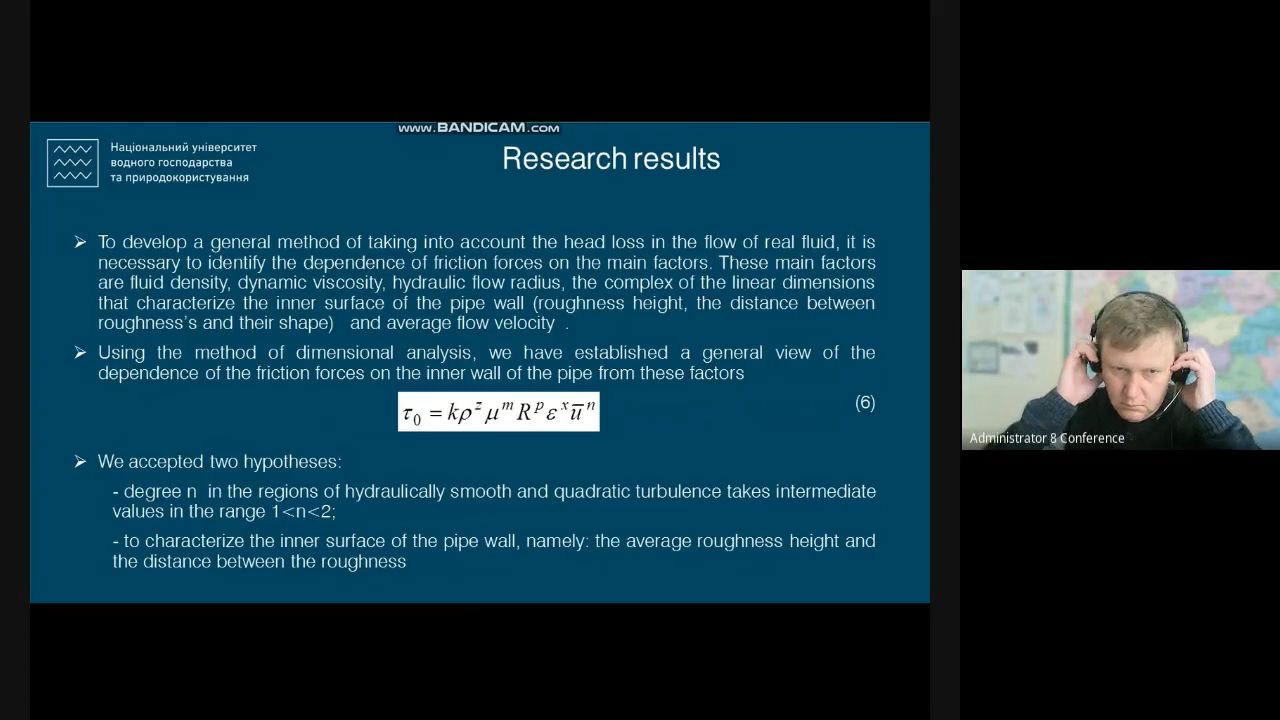 www.BANDICAM.com
Національний університет
водного господарства
та природокористування
Research results
➢ To develop a general method of taking into account the head loss in the flow of real fluid, it is
necessary to identify the dependence of friction forces on the main factors. These main factors
are fluid density, dynamic viscosity, hydraulic flow radius, the complex of the linear dimensions
that characterize the inner surface of the pipe wall (roughness height, the distance between
roughness's and their shape) and average flow velocity .
➢ Using the method of dimensional analysis, we have established a general view of the
dependence of the friction forces on the inner wall of the pipe from these factors
τ₀ = kρ^z μ^m R^p ε^x ū^n
(6)
➢ We accepted two hypotheses:
- degree n in the regions of hydraulically smooth and quadratic turbulence takes intermediate
values in the range 1<n<2;
- to characterize the inner surface of the pipe wall, namely: the average roughness height and
the distance between the roughness
Administrator 8 Conference